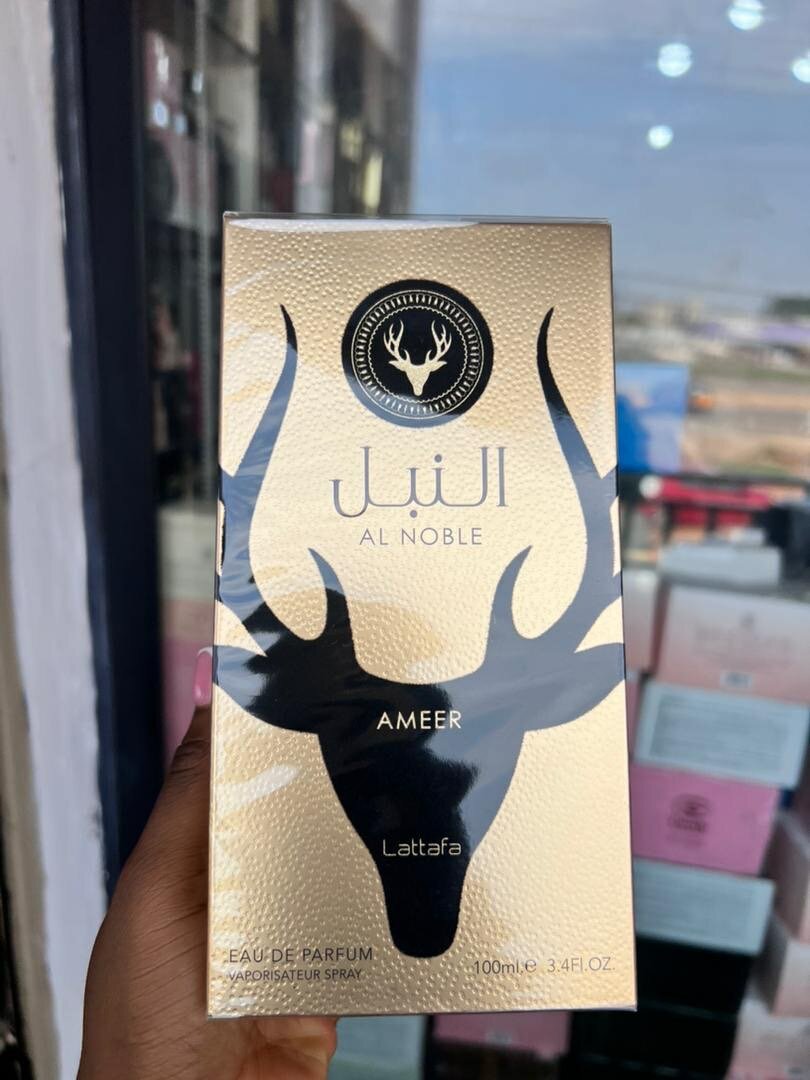 النبل
AL NOBLE
AMEER
Lattafa
EAU DE PARFUM
VAPORISATEUR SPRAY
100ml.e 3.4Fl.OZ.